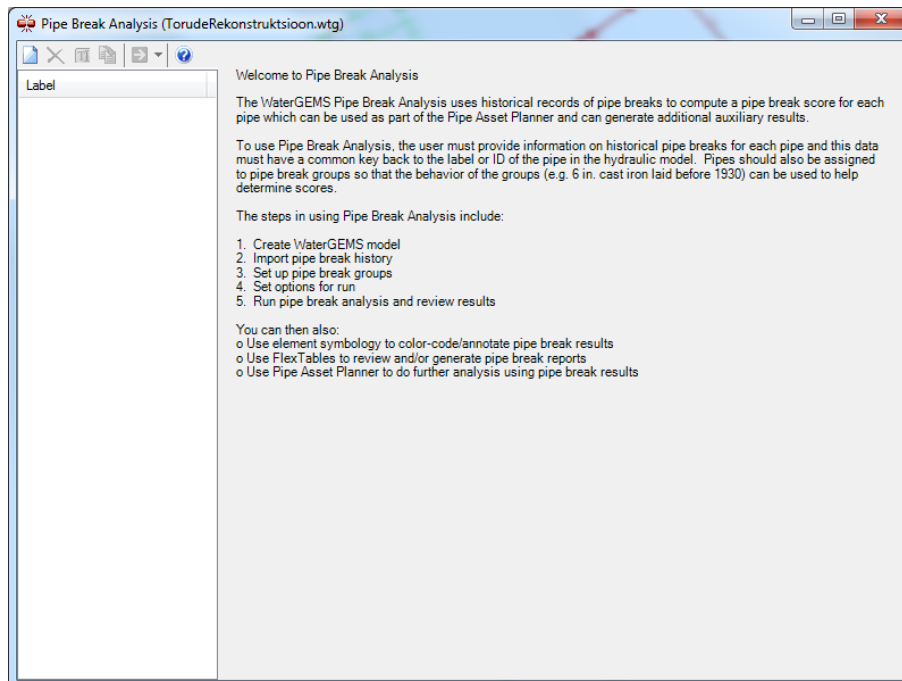 Pipe Break Analysis (TorudeRekonstruktsioon.wtg)
Label
Welcome to Pipe Break Analysis
The WaterGEMS Pipe Break Analysis uses historical records of pipe breaks to compute a pipe break score for each
pipe which can be used as part of the Pipe Asset Planner and can generate additional auxiliary results.
To use Pipe Break Analysis, the user must provide information on historical pipe breaks for each pipe and this data
must have a common key back to the label or ID of the pipe in the hydraulic model. Pipes should also be assigned
to pipe break groups so that the behavior of the groups (e.g. 6 in. cast iron laid before 1930) can be used to help
determine scores.
The steps in using Pipe Break Analysis include:
1. Create WaterGEMS model
2. Import pipe break history
3. Set up pipe break groups
4. Set options for run
5. Run pipe break analysis and review results
You can then also:
o Use element symbology to color-code/annotate pipe break results
o Use FlexTables to review and/or generate pipe break reports
o Use Pipe Asset Planner to do further analysis using pipe break results